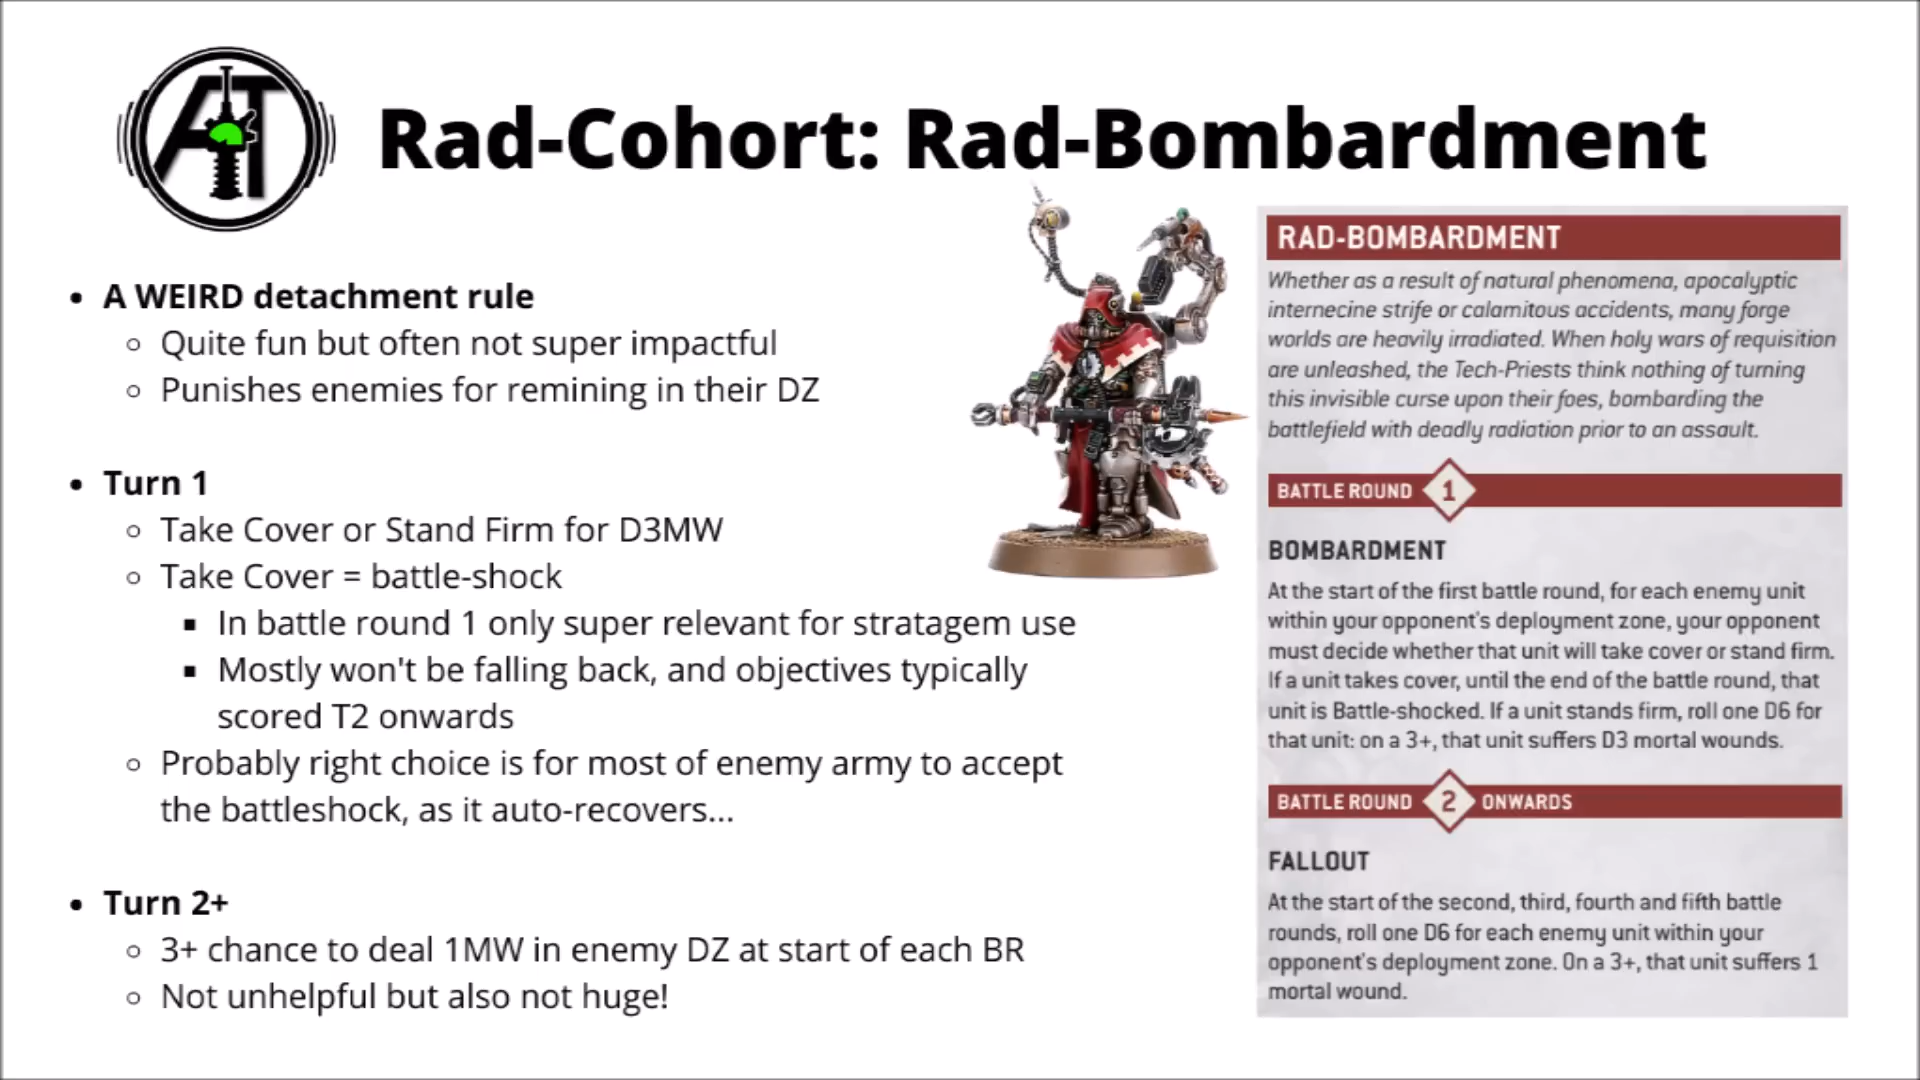 AT
Rad-Cohort: Rad-Bombardment
• A WEIRD detachment rule
◦ Quite fun but often not super impactful
◦ Punishes enemies for remining in their DZ
• Turn 1
◦ Take Cover or Stand Firm for D3MW
◦ Take Cover = battle-shock
▪ In battle round 1 only super relevant for stratagem use
▪ Mostly won't be falling back, and objectives typically
scored T2 onwards
◦ Probably right choice is for most of enemy army to accept
the battleshock, as it auto-recovers...
• Turn 2+
◦ 3+ chance to deal 1MW in enemy DZ at start of each BR
◦ Not unhelpful but also not huge!
RAD-BOMBARDMENT
Whether as a result of natural phenomena, apocalyptic
internecine strife or calamitous accidents, many forge
worlds are heavily irradiated. When holy wars of requisition
are unleashed, the Tech-Priests think nothing of turning
this invisible curse upon their foes, bombarding the
battlefield with deadly radiation prior to an assault.
BATTLE ROUND 1
BOMBARDMENT
At the start of the first battle round, for each enemy unit
within your opponent's deployment zone, your opponent
must decide whether that unit will take cover or stand firm.
If a unit takes cover, until the end of the battle round, that
unit is Battle-shocked. If a unit stands firm, roll one D6 for
that unit: on a 3+, that unit suffers D3 mortal wounds.
BATTLE ROUND 2 ONWARDS
FALLOUT
At the start of the second, third, fourth and fifth battle
rounds, roll one D6 for each enemy unit within your
opponent's deployment zone. On a 3+, that unit suffers 1
mortal wound.